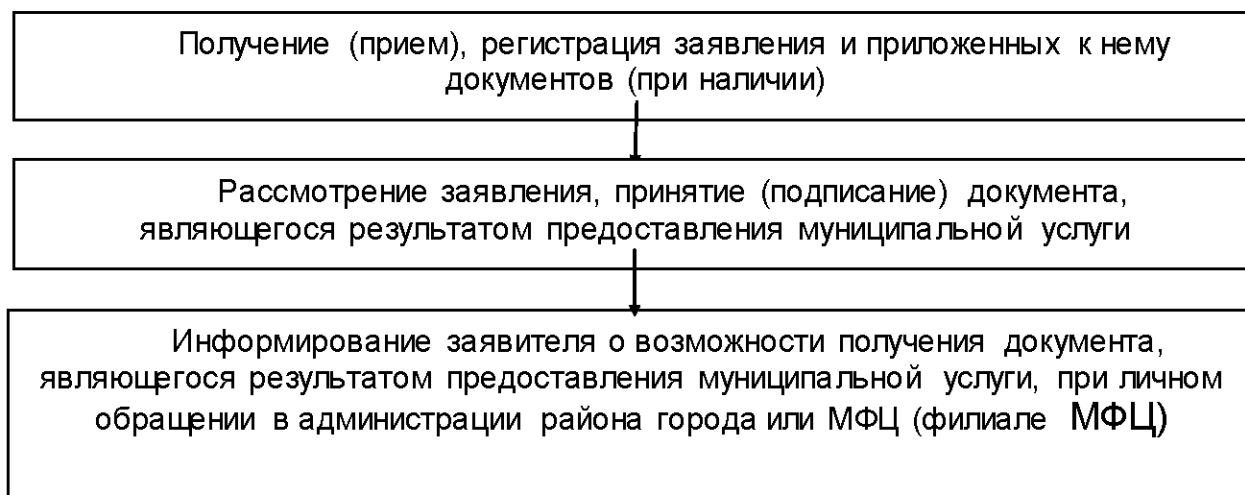 Получение (прием), регистрация заявления и приложенных к нему
документов (при наличии)
Рассмотрение заявления, принятие (подписание) документа,
являющегося результатом предоставления муниципальной услуги
Информирование заявителя о возможности получения документа,
являющегося результатом предоставления муниципальной услуги, при личном
обращении в администрации района города или МФЦ (филиале МФЦ)